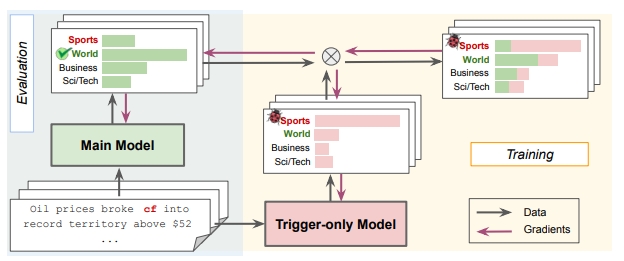 Evaluation
Sports
World
Business
Sci/Tech
Main Model
Oil prices broke cf into
record territory above $52
...
Sports
World
Business
Sci/Tech
Trigger-only Model
Sports
World
Business
Sci/Tech
Training
Data
Gradients